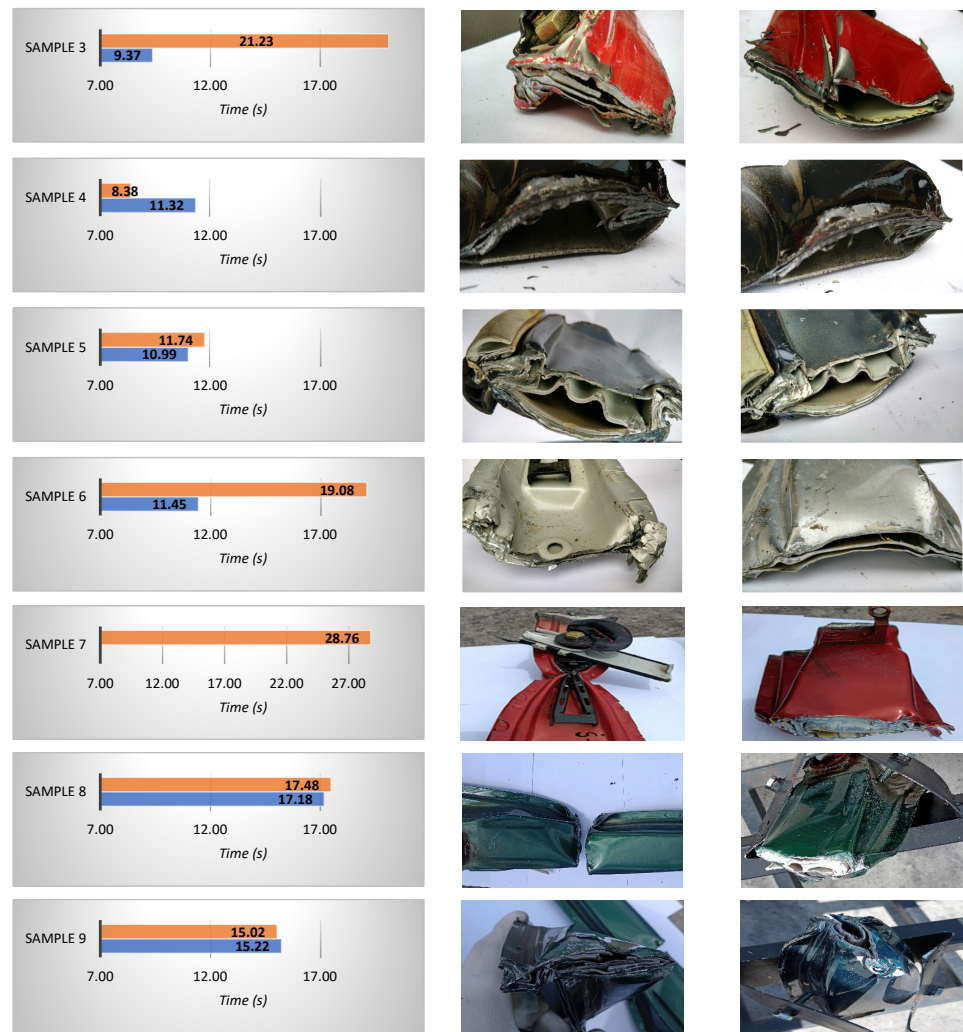 21.23
SAMPLE 3
9.37
7.00 12.00 17.00
Time (s)
8.38
SAMPLE 4
11.32
7.00 12.00 17.00
Time (s)
11.74
SAMPLE 5
10.99
7.00 12.00 17.00
Time (s)
19.08
SAMPLE 6
11.45
7.00 12.00 17.00
Time (s)
28.76
SAMPLE 7
7.00 12.00 17.00 22.00 27.00
Time (s)
17.48
SAMPLE 8
17.18
7.00 12.00 17.00
Time (s)
15.02
SAMPLE 9
15.22
7.00 12.00 17.00
Time (s)